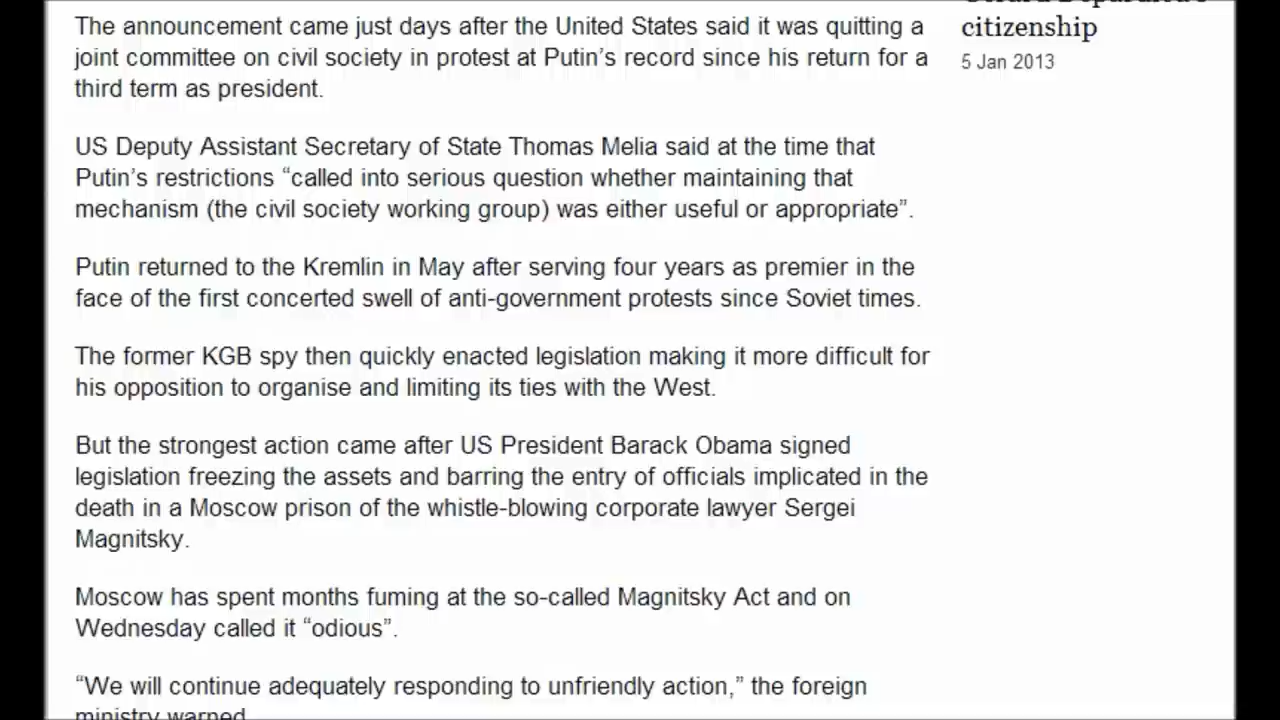 The announcement came just days after the United States said it was quitting a
joint committee on civil society in protest at Putin’s record since his return for a
third term as president.
US Deputy Assistant Secretary of State Thomas Melia said at the time that
Putin’s restrictions “called into serious question whether maintaining that
mechanism (the civil society working group) was either useful or appropriate”.
Putin returned to the Kremlin in May after serving four years as premier in the
face of the first concerted swell of anti-government protests since Soviet times.
The former KGB spy then quickly enacted legislation making it more difficult for
his opposition to organise and limiting its ties with the West.
But the strongest action came after US President Barack Obama signed
legislation freezing the assets and barring the entry of officials implicated in the
death in a Moscow prison of the whistle-blowing corporate lawyer Sergei
Magnitsky.
Moscow has spent months fuming at the so-called Magnitsky Act and on
Wednesday called it “odious”.
“We will continue adequately responding to unfriendly action,” the foreign
ministry warned
citizenship
5 Jan 2013